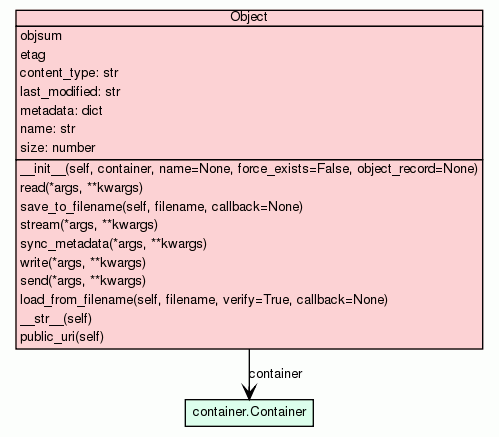 Object
objsum
etag
content_type: str
last_modified: str
metadata: dict
name: str
size: number
__init__(self, container, name=None, force_exists=False, object_record=None)
read(*args, **kwargs)
save_to_filename(self, filename, callback=None)
stream(*args, **kwargs)
sync_metadata(*args, **kwargs)
write(*args, **kwargs)
send(*args, **kwargs)
load_from_filename(self, filename, verify=True, callback=None)
__str__(self)
public_uri(self)
container
container.Container